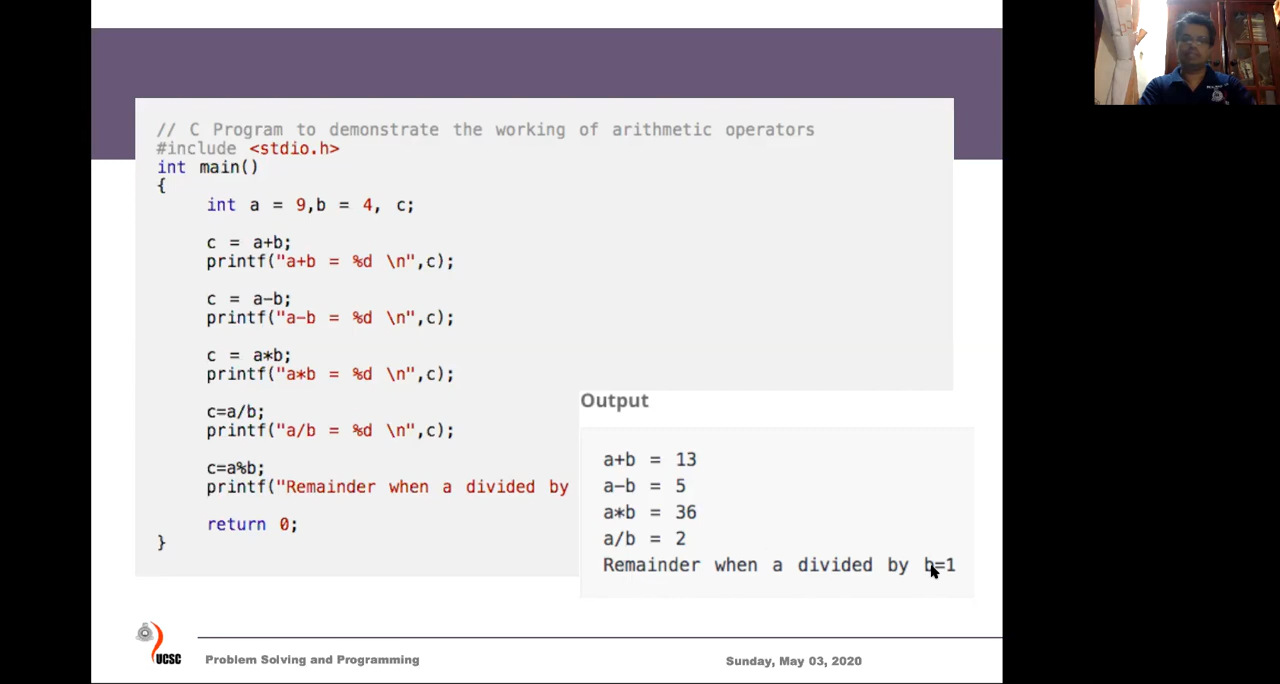 // C Program to demonstrate the working of arithmetic operators
#include <stdio.h>
int main()
{
int a = 9,b = 4, c;
c = a+b;
printf("a+b = %d \n",c);
c = a-b;
printf("a-b = %d \n",c);
c = a*b;
printf("a*b = %d \n",c);
c=a/b;
printf("a/b = %d \n",c);
c=a%b;
printf("Remainder when a divided by
return 0;
}
Output
a+b = 13
a-b = 5
a*b = 36
a/b = 2
Remainder when a divided by b=1
UCSC
Problem Solving and Programming
Sunday, May 03, 2020